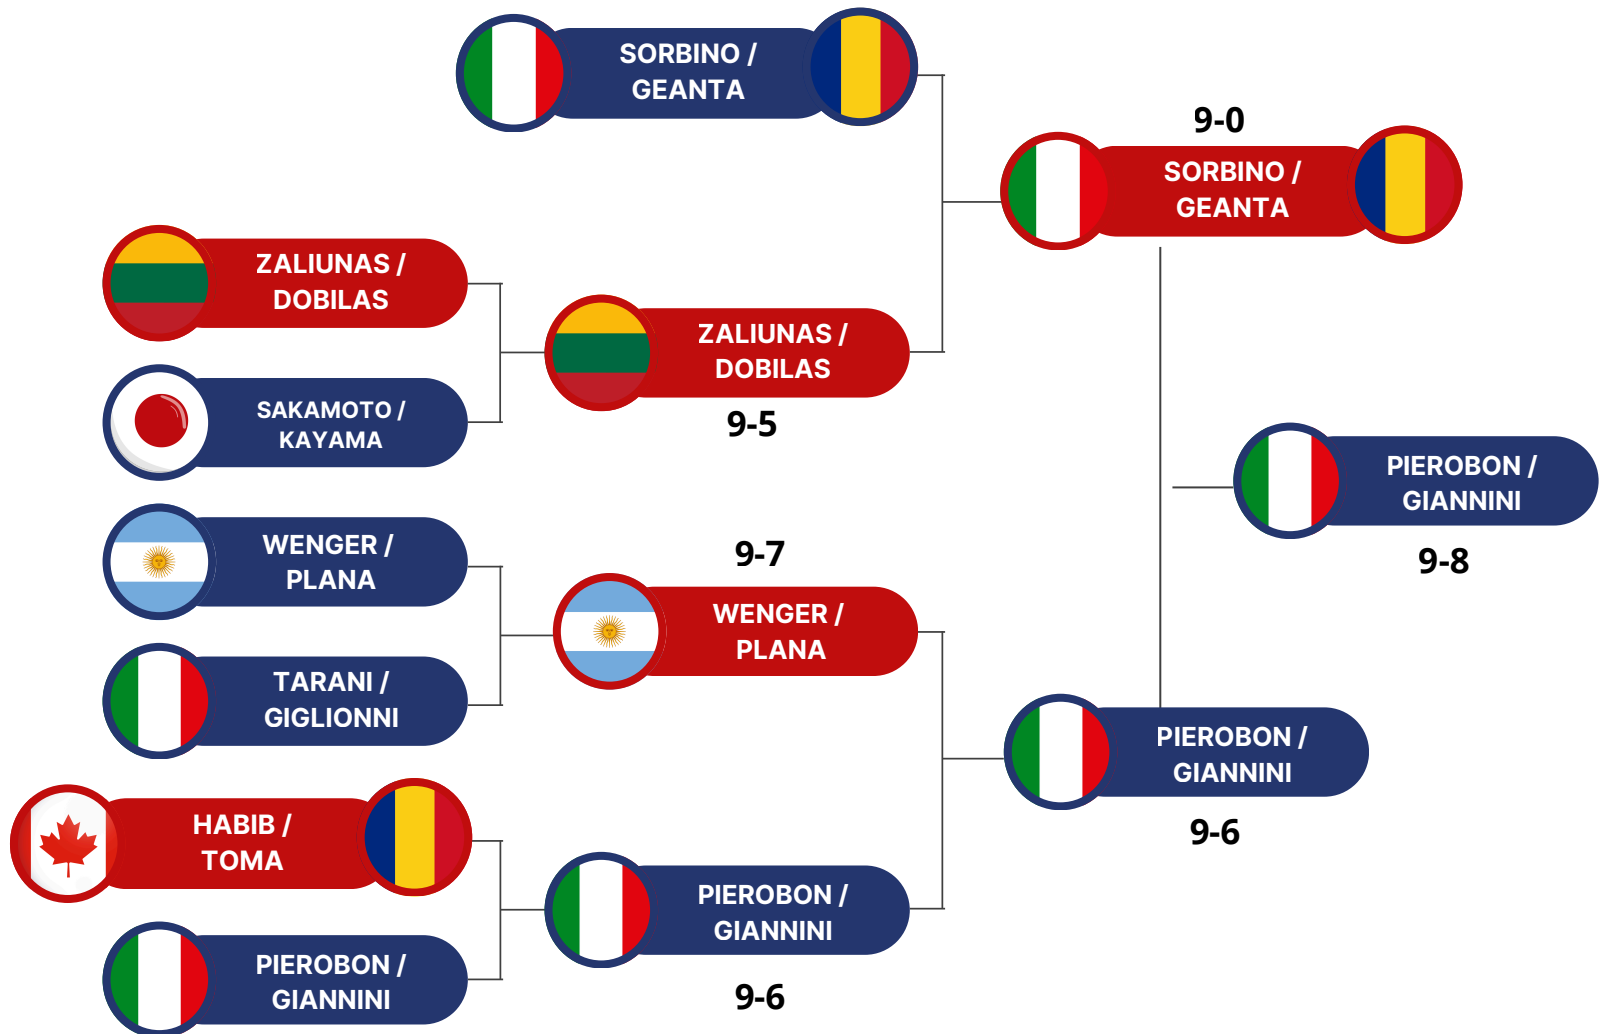 SORBINO /
GEANTA
9-0
SORBINO /
GEANTA
ZALIUNAS /
DOBILAS
ZALIUNAS /
DOBILAS
9-5
SAKAMOTO /
KAYAMA
PIEROBON /
GIANNINI
9-8
WENGER /
PLANA
9-7
WENGER /
PLANA
TARANI /
GIGLIONNI
PIEROBON /
GIANNINI
9-6
HABIB /
TOMA
PIEROBON /
GIANNINI
9-6
PIEROBON /
GIANNINI